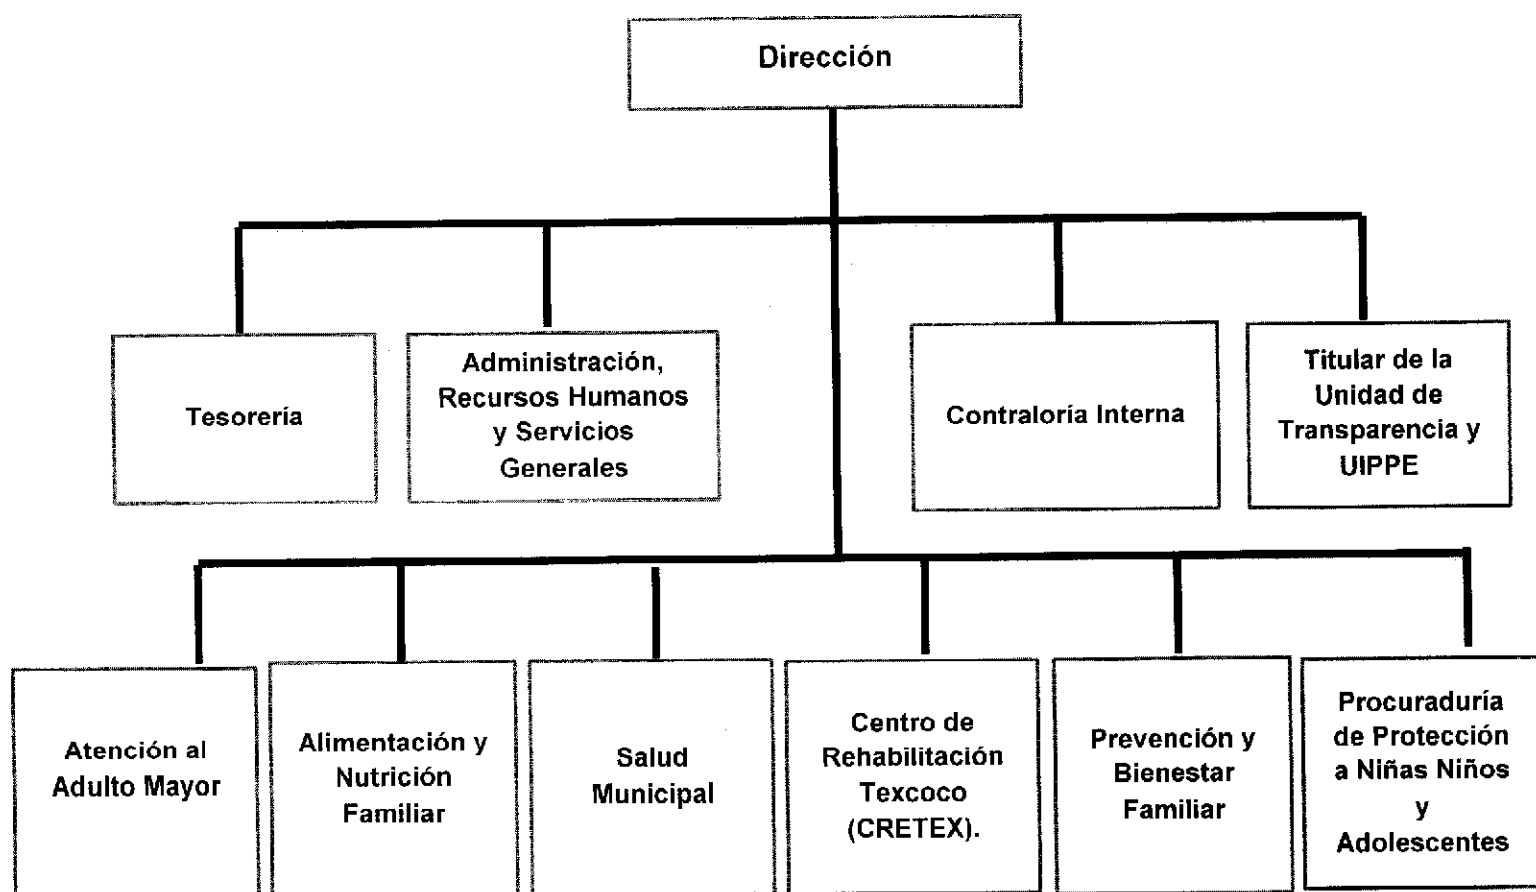 Dirección
Tesorería
Administración,
Recursos Humanos
y Servicios
Generales
Contraloría Interna
Titular de la
Unidad de
Transparencia y
UIPPE
Atención al
Adulto Mayor
Alimentación y
Nutrición
Familiar
Salud
Municipal
Centro de
Rehabilitación
Texcoco
(CRETEX).
Prevención y
Bienestar
Familiar
Procuraduría
de Protección
a Niñas Niños
y
Adolescentes